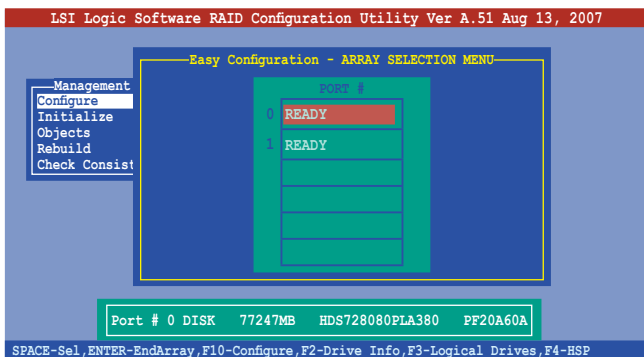 LSI Logic Software RAID Configuration Utility Ver A.51 Aug 13, 2007
Easy Configuration - ARRAY SELECTION MENU
Management
PORT #
Configure
0 READY
Initialize
Objects
1 READY
Rebuild
Check Consist
Port # 0 DISK 77247MB HDS728080PLA380 PF20A60A
SPACE-Sel,ENTER-EndArray,F10-Configure,F2-Drive Info,F3-Logical Drives,F4-HSP